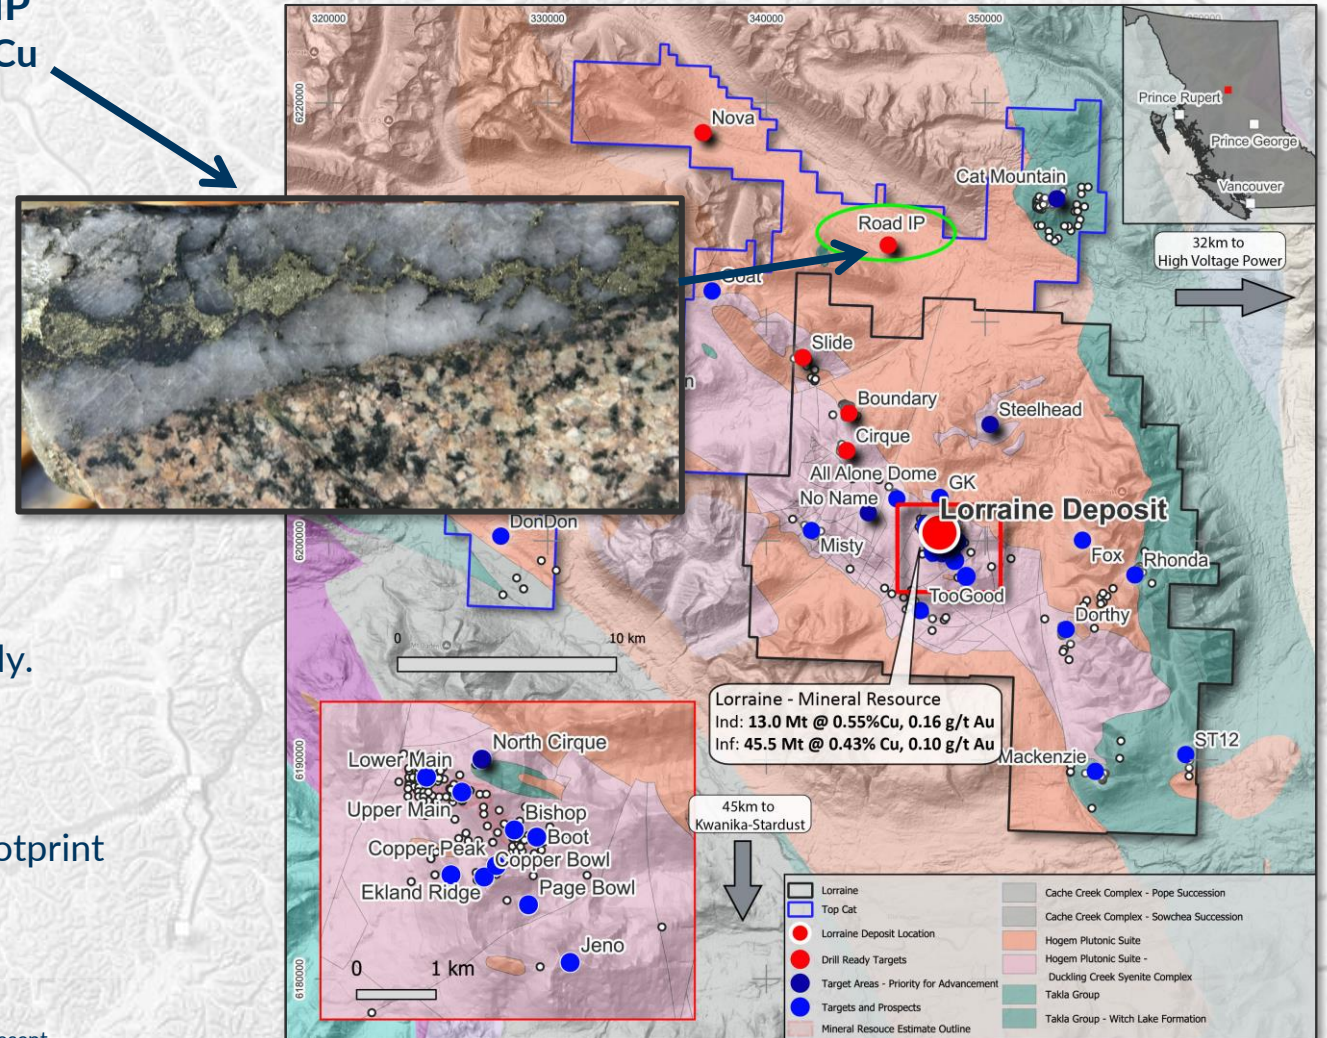 IP
Cu
ly.
otprint
320000
330000
340000
350000
6220000
6200000
6190000
6180000
Prince Rupert
Prince George
Vancouver
Nova
Cat Mountain
Road IP
32km to
High Voltage Power
Goat
Slide
Boundary
Steelhead
Cirque
All Alone Dome
GK
No Name
Lorraine Deposit
DonDon
Misty
Fox
Rhonda
TooGood
Dorthy
0
10 km
Lorraine - Mineral Resource
Ind: 13.0 Mt @ 0.55%Cu, 0.16 g/t Au
Inf: 45.5 Mt @ 0.43% Cu, 0.10 g/t Au
Mackenzie
ST12
45km to
Kwanika-Stardust
North Cirque
Lower Main
Upper Main
Bishop
Boot
Copper Peak
Copper Bowl
Ekland Ridge
Page Bowl
Jeno
0
1 km
Lorraine
Top Cat
Lorraine Deposit Location
Drill Ready Targets
Target Areas - Priority for Advancement
Targets and Prospects
Mineral Resouce Estimate Outline
Cache Creek Complex - Pope Succession
Cache Creek Complex - Sowchea Succession
Hogem Plutonic Suite
Hogem Plutonic Suite -
Duckling Creek Syenite Complex
Takla Group
Takla Group - Witch Lake Formation